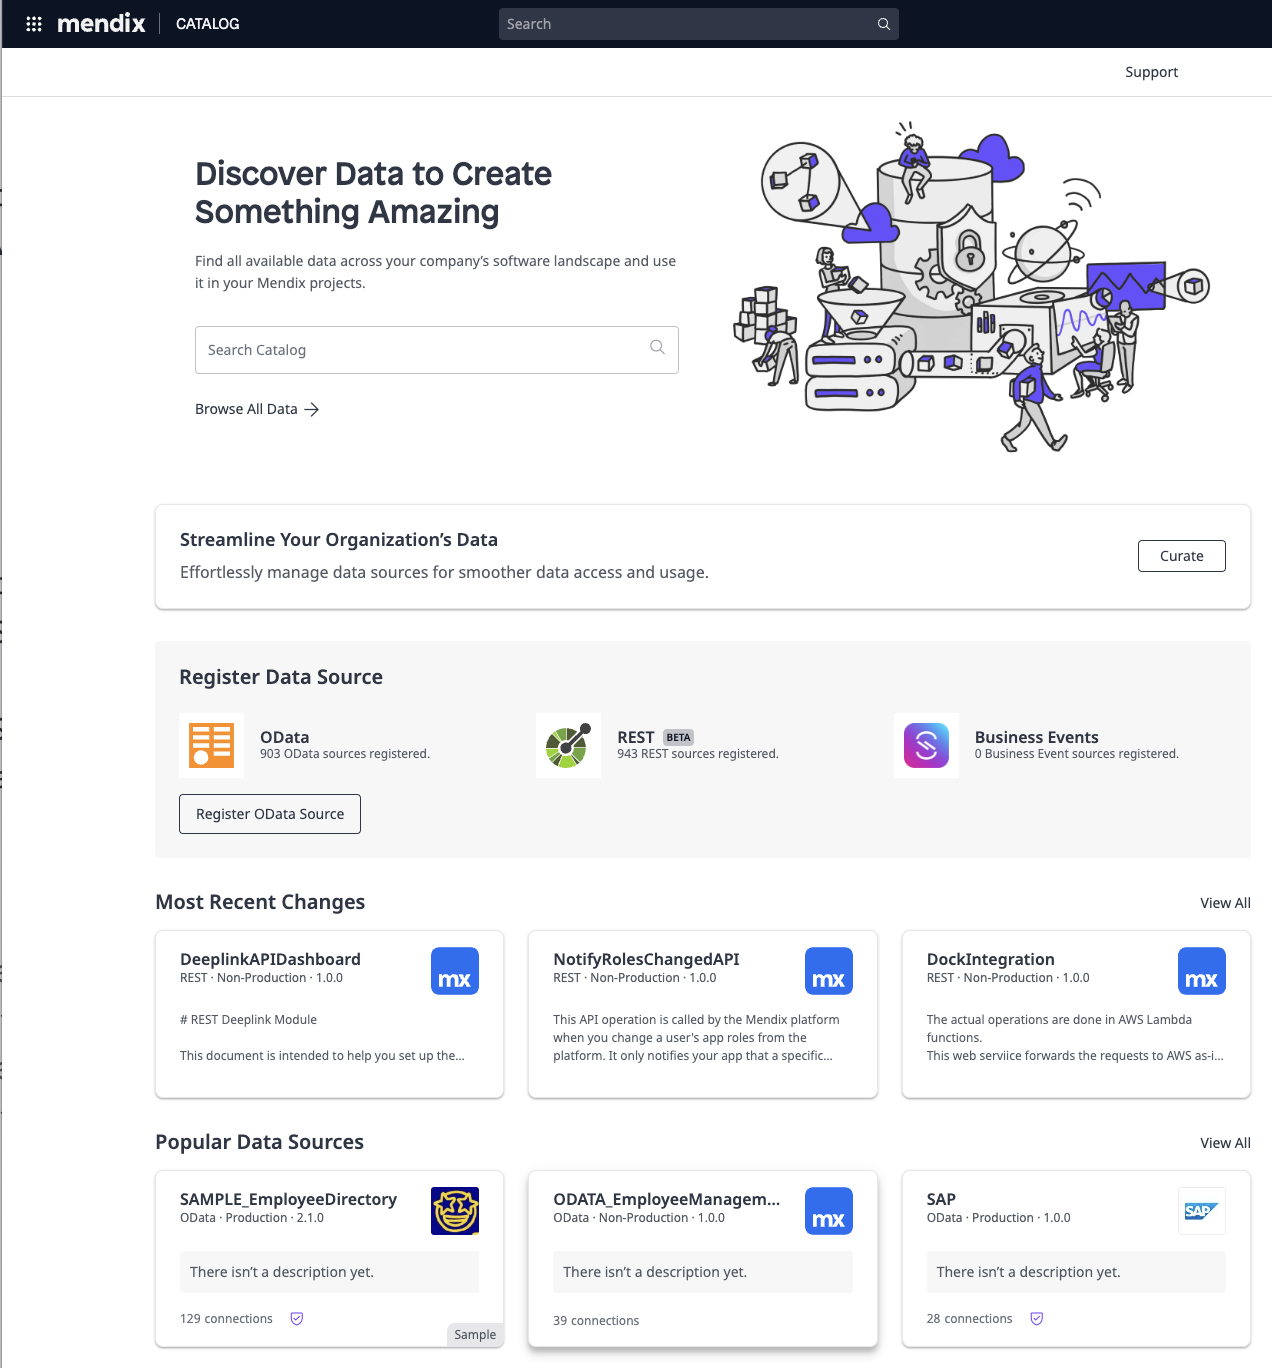 mendix CATALOG
Search
Support
Discover Data to Create
Something Amazing
Find all available data across your company’s software landscape and use
it in your Mendix projects.
Search Catalog
Browse All Data
Streamline Your Organization’s Data
Effortlessly manage data sources for smoother data access and usage.
Curate
Register Data Source
OData
903 OData sources registered.
REST BETA
943 REST sources registered.
Business Events
0 Business Event sources registered.
Register OData Source
Most Recent Changes
View All
DeeplinkAPIDashboard
REST · Non-Production · 1.0.0
mx
# REST Deeplink Module
This document is intended to help you set up the...
NotifyRolesChangedAPI
REST · Non-Production · 1.0.0
mx
This API operation is called by the Mendix platform
when you change a user's app roles from the
platform. It only notifies your app that a specific...
DockIntegration
REST · Non-Production · 1.0.0
mx
The actual operations are done in AWS Lambda
functions.
This web serviice forwards the requests to AWS as-i...
Popular Data Sources
View All
SAMPLE_EmployeeDirectory
OData · Production · 2.1.0
There isn’t a description yet.
129 connections
Sample
ODATA_EmployeeManagem...
OData · Non-Production · 1.0.0
mx
There isn’t a description yet.
39 connections
SAP
OData · Production · 1.0.0
SAP
There isn’t a description yet.
28 connections